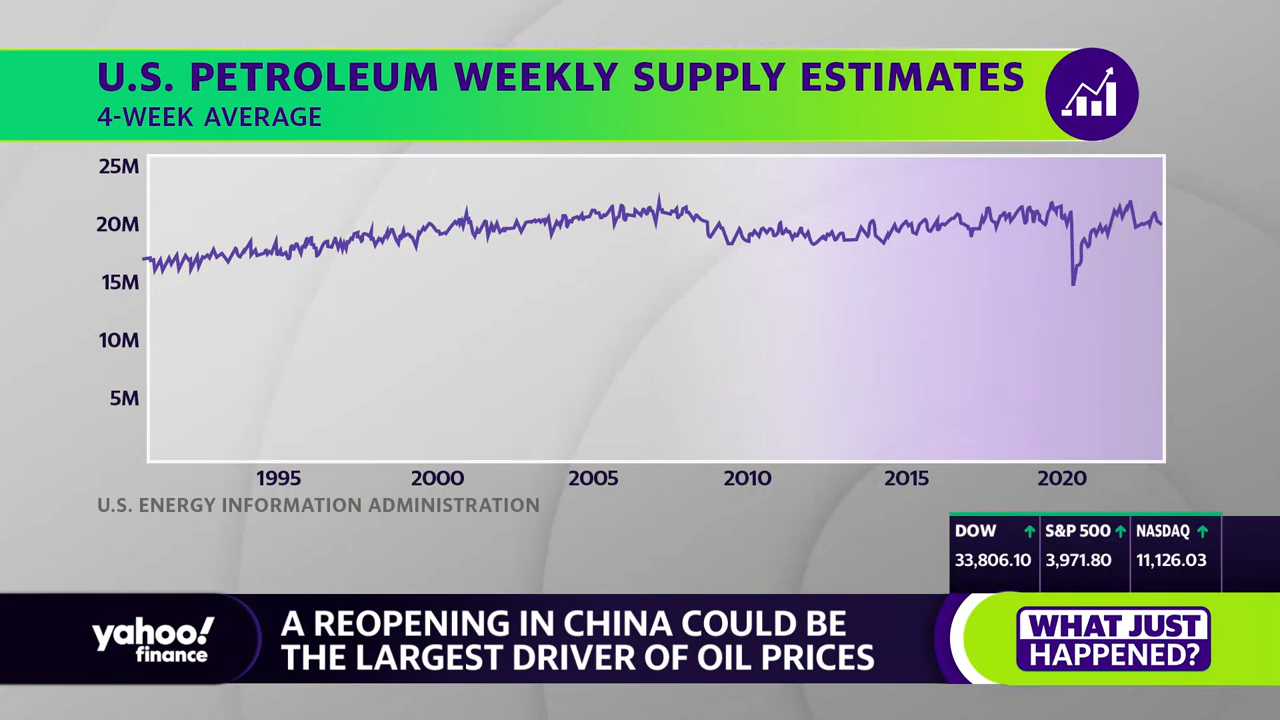 U.S. PETROLEUM WEEKLY SUPPLY ESTIMATES
4-WEEK AVERAGE
25M
20M
15M
10M
5M
1995 2000 2005 2010 2015 2020
U.S. ENERGY INFORMATION ADMINISTRATION
DOW S&P 500 NASDAQ
33,806.10 3,971.80 11,126.03
yahoo!
finance
A REOPENING IN CHINA COULD BE
THE LARGEST DRIVER OF OIL PRICES
WHAT JUST
HAPPENED?